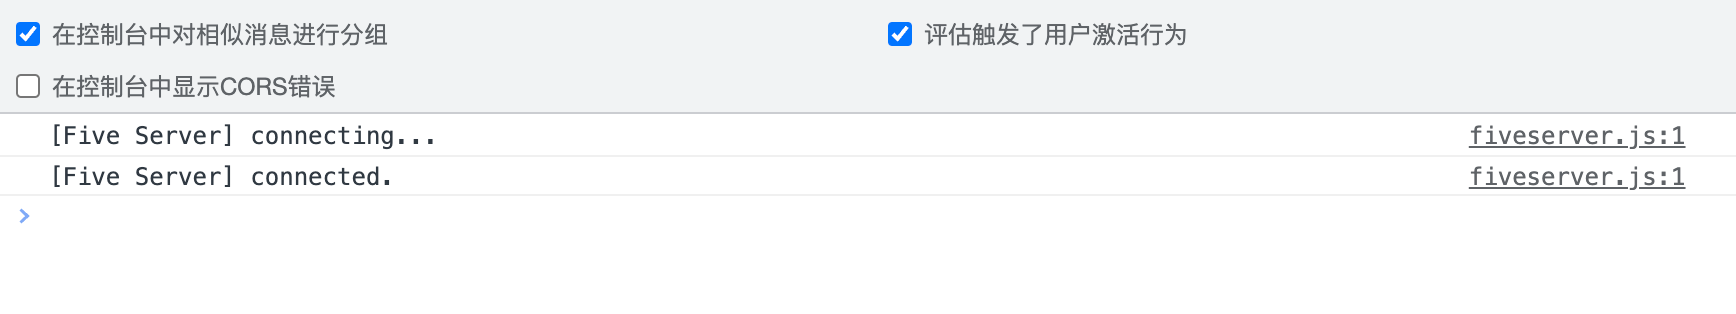 在控制台中对相似消息进行分组
评估触发了用户激活行为
在控制台中显示CORS错误
[Five Server] connecting... fiveserver.js:1
[Five Server] connected. fiveserver.js:1